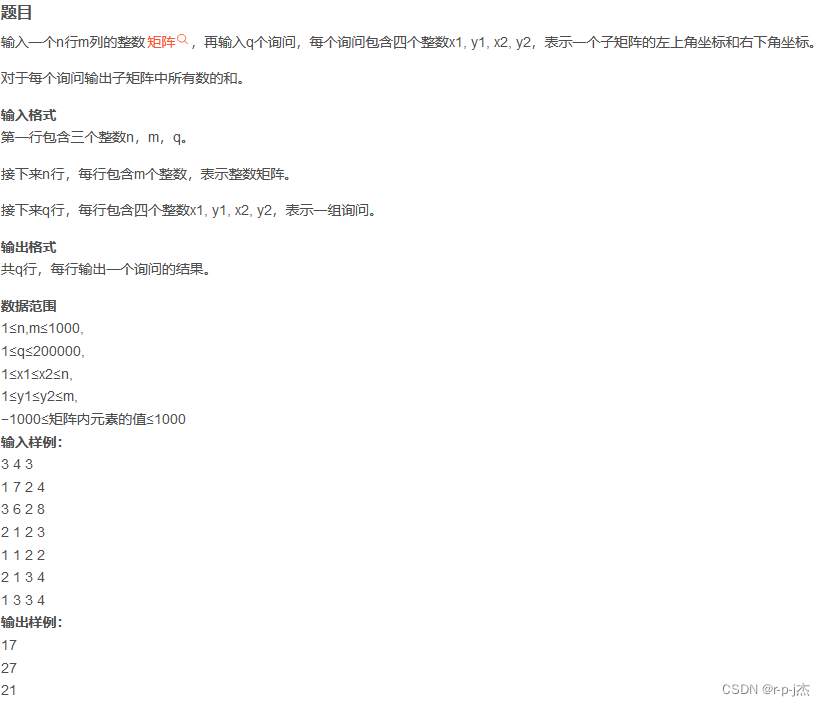 题目
输入一个n行m列的整数矩阵，再输入q个询问，每个询问包含四个整数x1, y1, x2, y2，表示一个子矩阵的左上角坐标和右下角坐标。
对于每个询问输出子矩阵中所有数的和。
输入格式
第一行包含三个整数n，m，q。
接下来n行，每行包含m个整数，表示整数矩阵。
接下来q行，每行包含四个整数x1, y1, x2, y2，表示一组询问。
输出格式
共q行，每行输出一个询问的结果。
数据范围
1≤n,m≤1000,
1≤q≤200000,
1≤x1≤x2≤n,
1≤y1≤y2≤m,
−1000≤矩阵内元素的值≤1000
输入样例：
3 4 3
1 7 2 4
3 6 2 8
2 1 2 3
1 1 2 2
2 1 3 4
1 3 3 4
输出样例：
17
27
21
CSDN @r-p-j杰